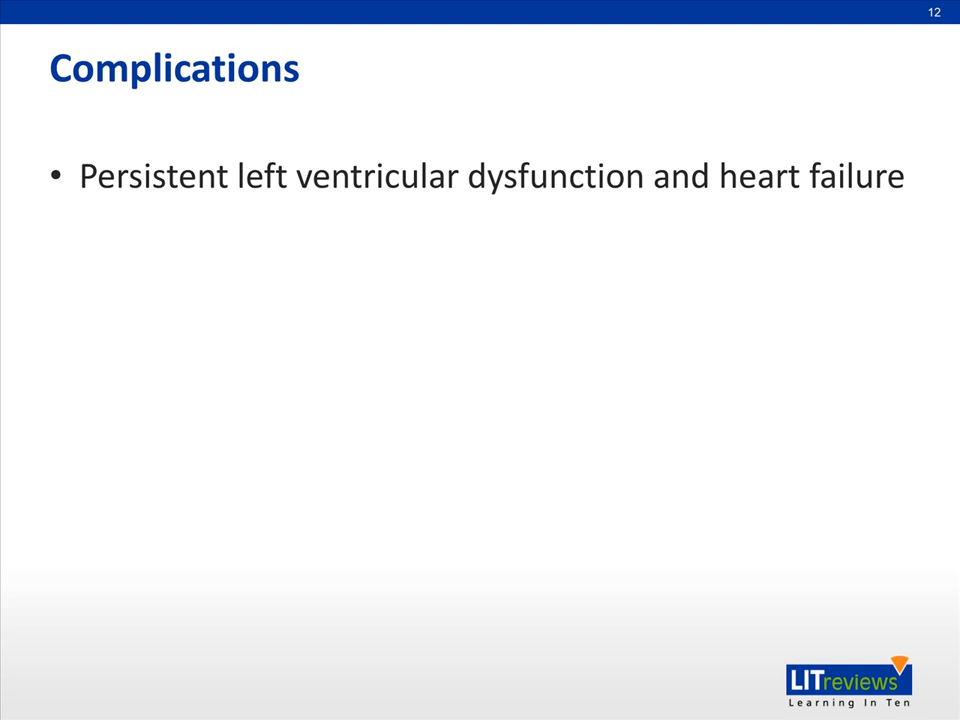 12
Complications
• Persistent left ventricular dysfunction and heart failure
LITreviews
Learning In Ten